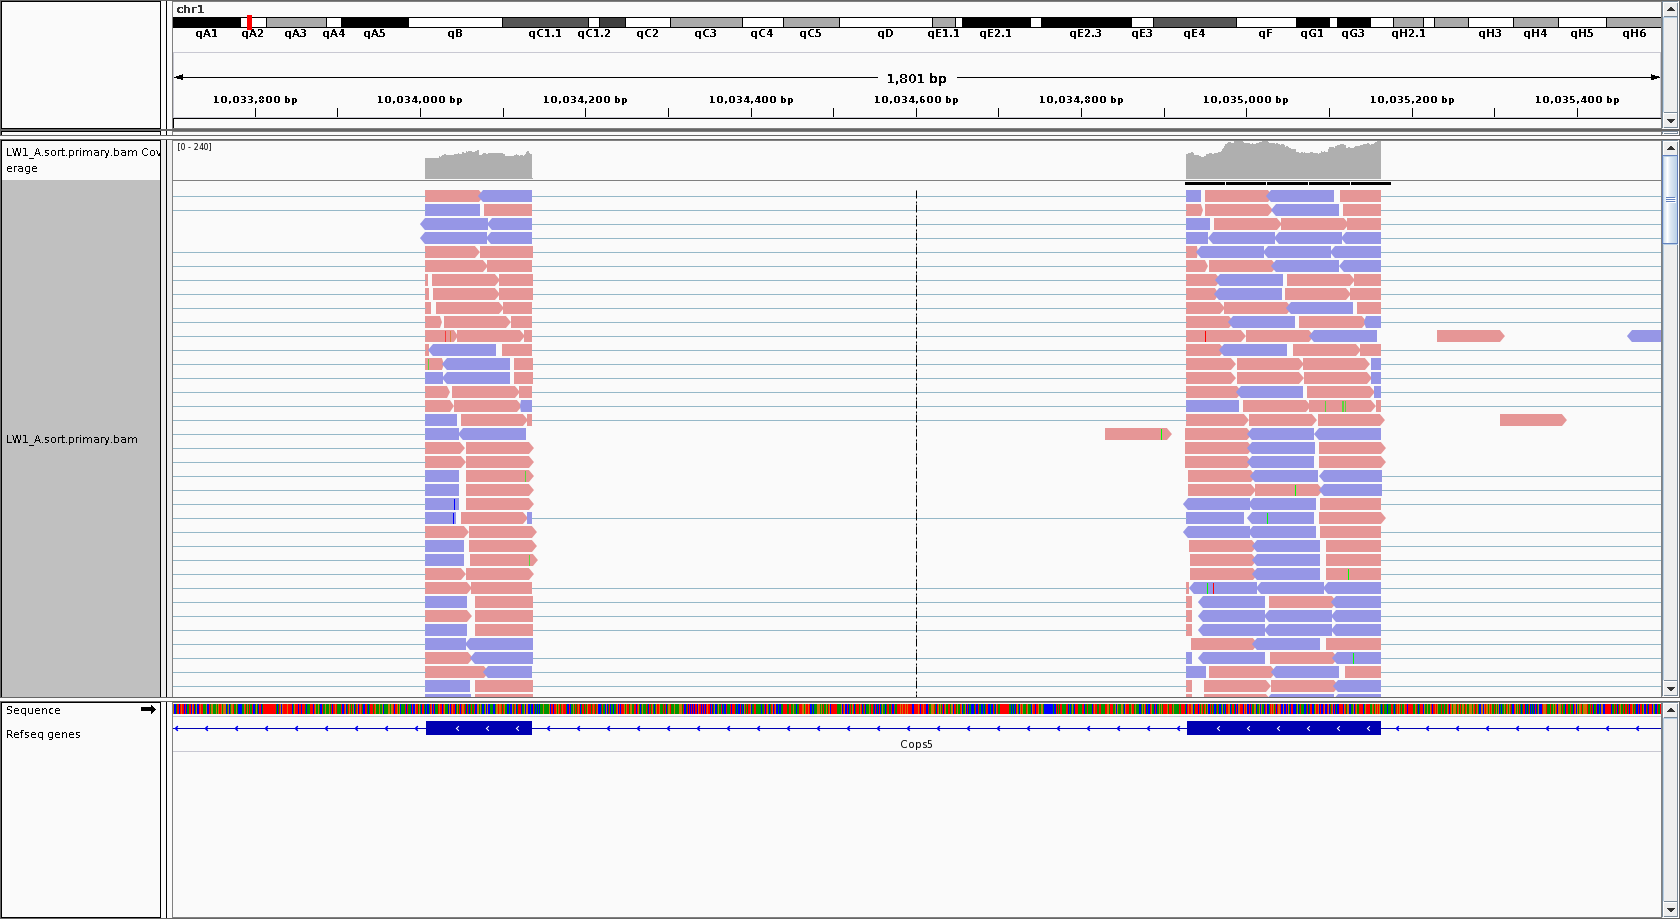 chr1
qA1 qA2 qA3 qA4 qA5 qB qC1.1 qC1.2 qC2 qC3 qC4 qC5 qD qE1.1 qE2.1 qE2.3 qE3 qE4 qF qG1 qG3 qH2.1 qH3 qH4 qH5 qH6
1,801 bp
10,033,800 bp 10,034,000 bp 10,034,200 bp 10,034,400 bp 10,034,600 bp 10,034,800 bp 10,035,000 bp 10,035,200 bp 10,035,400 bp
LW1_A.sort.primary.bam Cov
erage
[0 - 240]
LW1_A.sort.primary.bam
Sequence
Refseq genes
Cops5